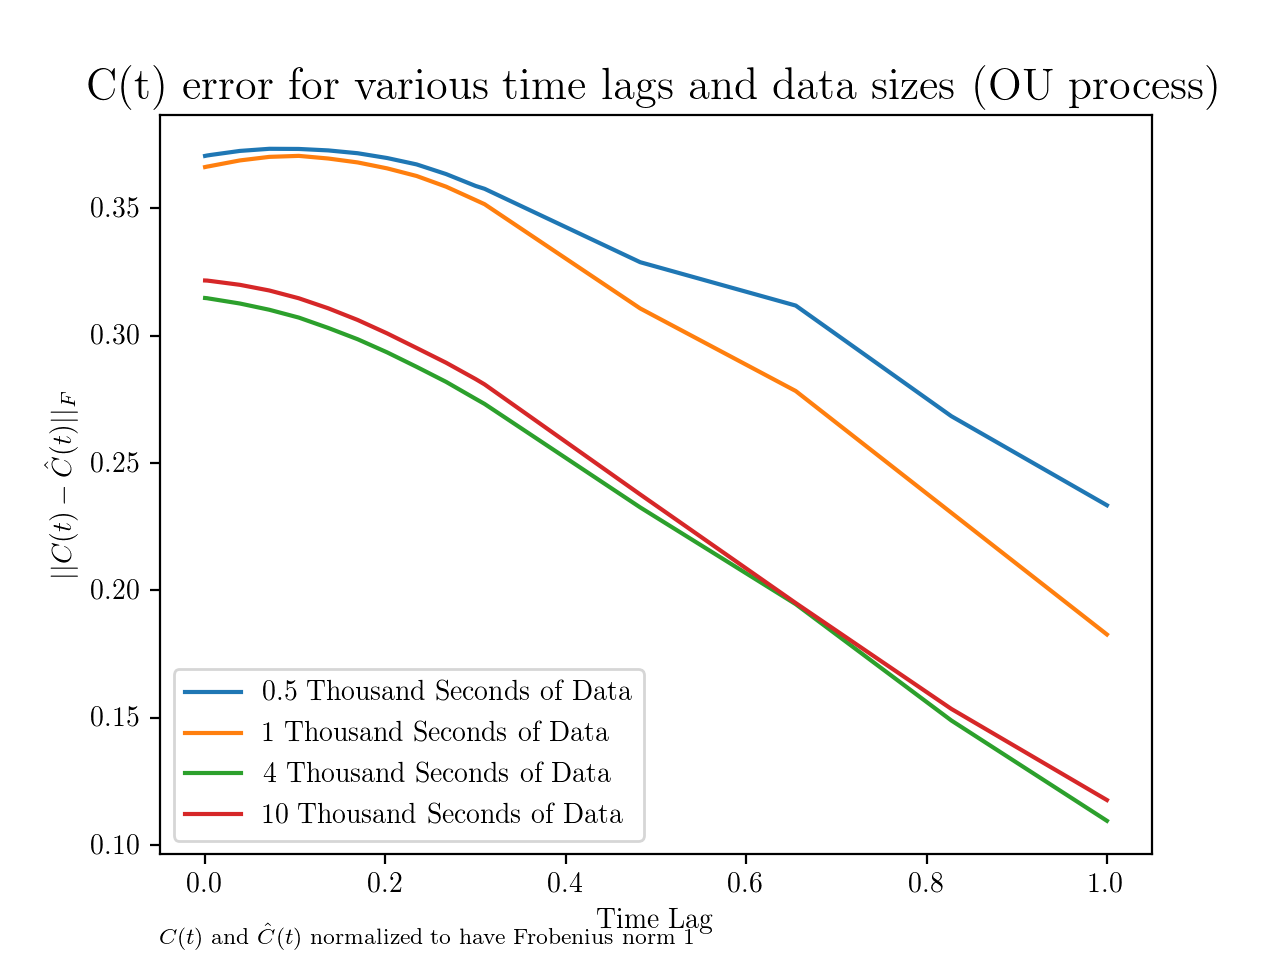 C(t) error for various time lags and data sizes (OU process)
||C(t) − Ĉ(t)||_F
0.35
0.30
0.25
0.20
0.15
0.10
0.5 Thousand Seconds of Data
1 Thousand Seconds of Data
4 Thousand Seconds of Data
10 Thousand Seconds of Data
0.0 0.2 0.4 0.6 0.8 1.0
Time Lag
C(t) and Ĉ(t) normalized to have Frobenius norm 1